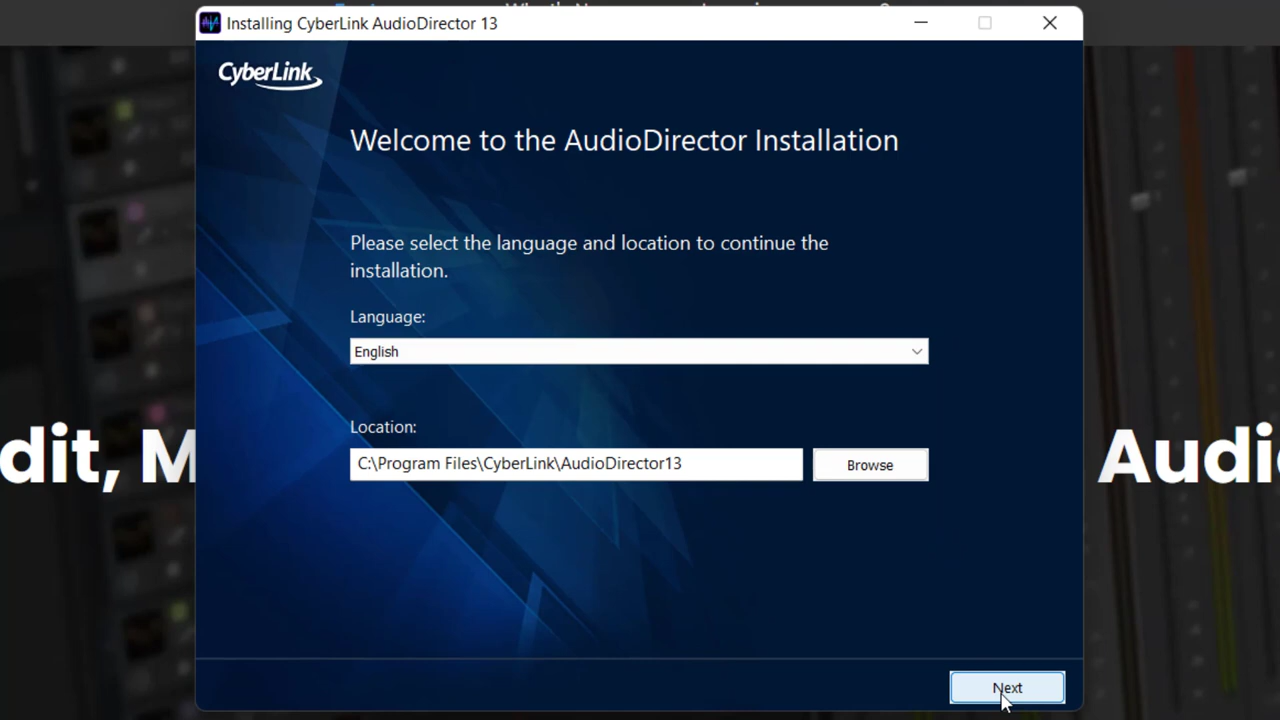 Installing CyberLink AudioDirector 13
CyberLink
Welcome to the AudioDirector Installation
Please select the language and location to continue the
installation.
Language:
English
Location:
dit, M
Audi
C:\Program Files\CyberLink\AudioDirector13
Browse
Next